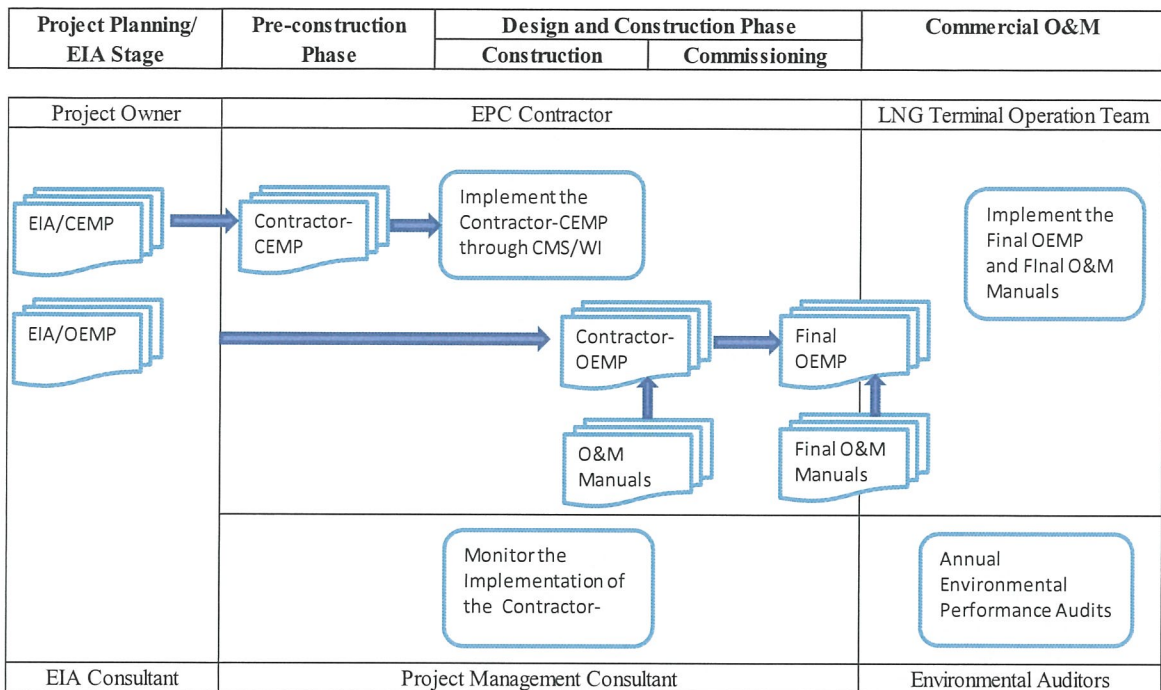 Project Planning/
EIA Stage
Pre-construction
Phase
Design and Construction Phase
Construction
Commissioning
Commercial O&M
Project Owner
EPC Contractor
LNG Terminal Operation Team
EIA/CEMP
Contractor-
CEMP
Implement the
Contractor-CEMP
through CMS/WI
Implement the
Final OEMP
and FInal O&M
Manuals
EIA/OEMP
Contractor-
OEMP
Final
OEMP
O&M
Manuals
Final O&M
Manuals
Monitor the
Implementation of
the Contractor-
Annual
Environmental
Performance Audits
EIA Consultant
Project Management Consultant
Environmental Auditors